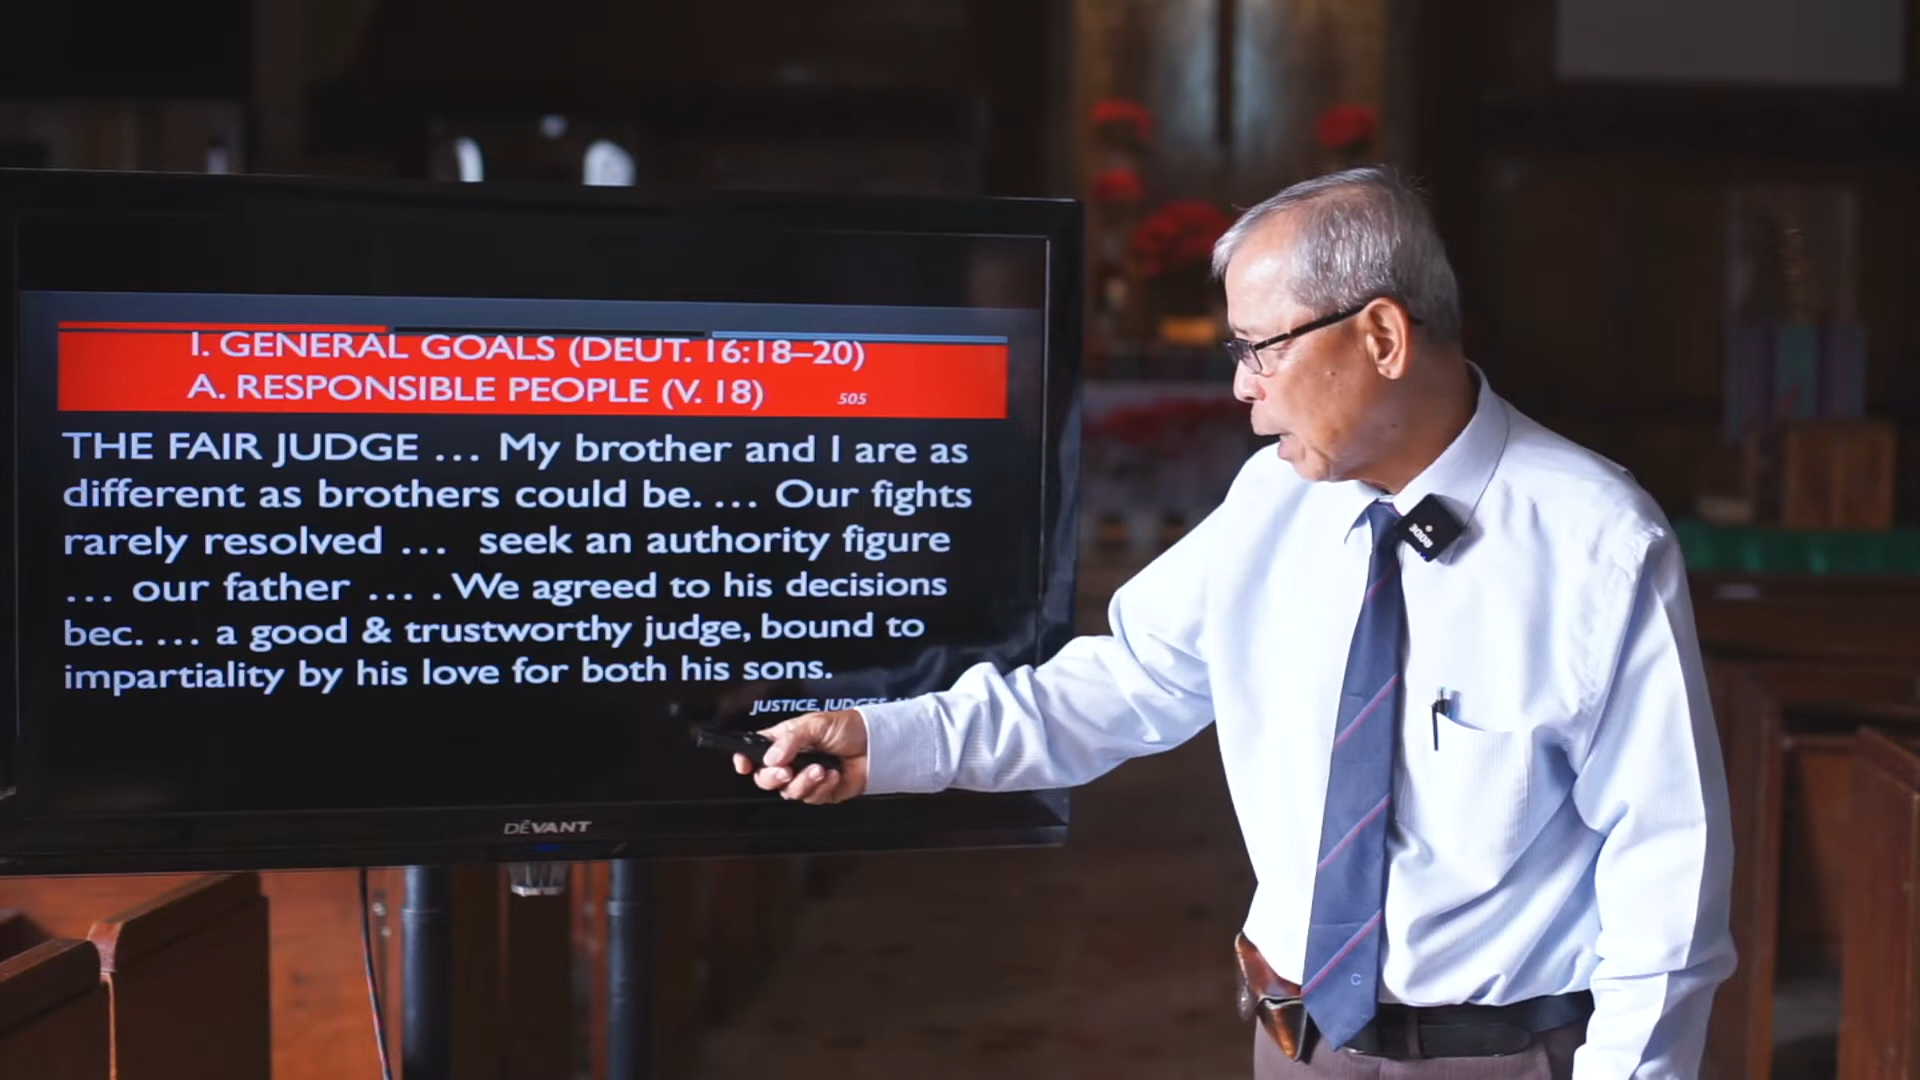 I. GENERAL GOALS (DEUT. 16:18–20)
A. RESPONSIBLE PEOPLE (V. 18) 505
THE FAIR JUDGE … My brother and I are as
different as brothers could be. … Our fights
rarely resolved … seek an authority figure
… our father … . We agreed to his decisions
bec. … a good & trustworthy judge, bound to
impartiality by his love for both his sons.
JUSTICE, JUDGES,
DEVANT
RODE
C